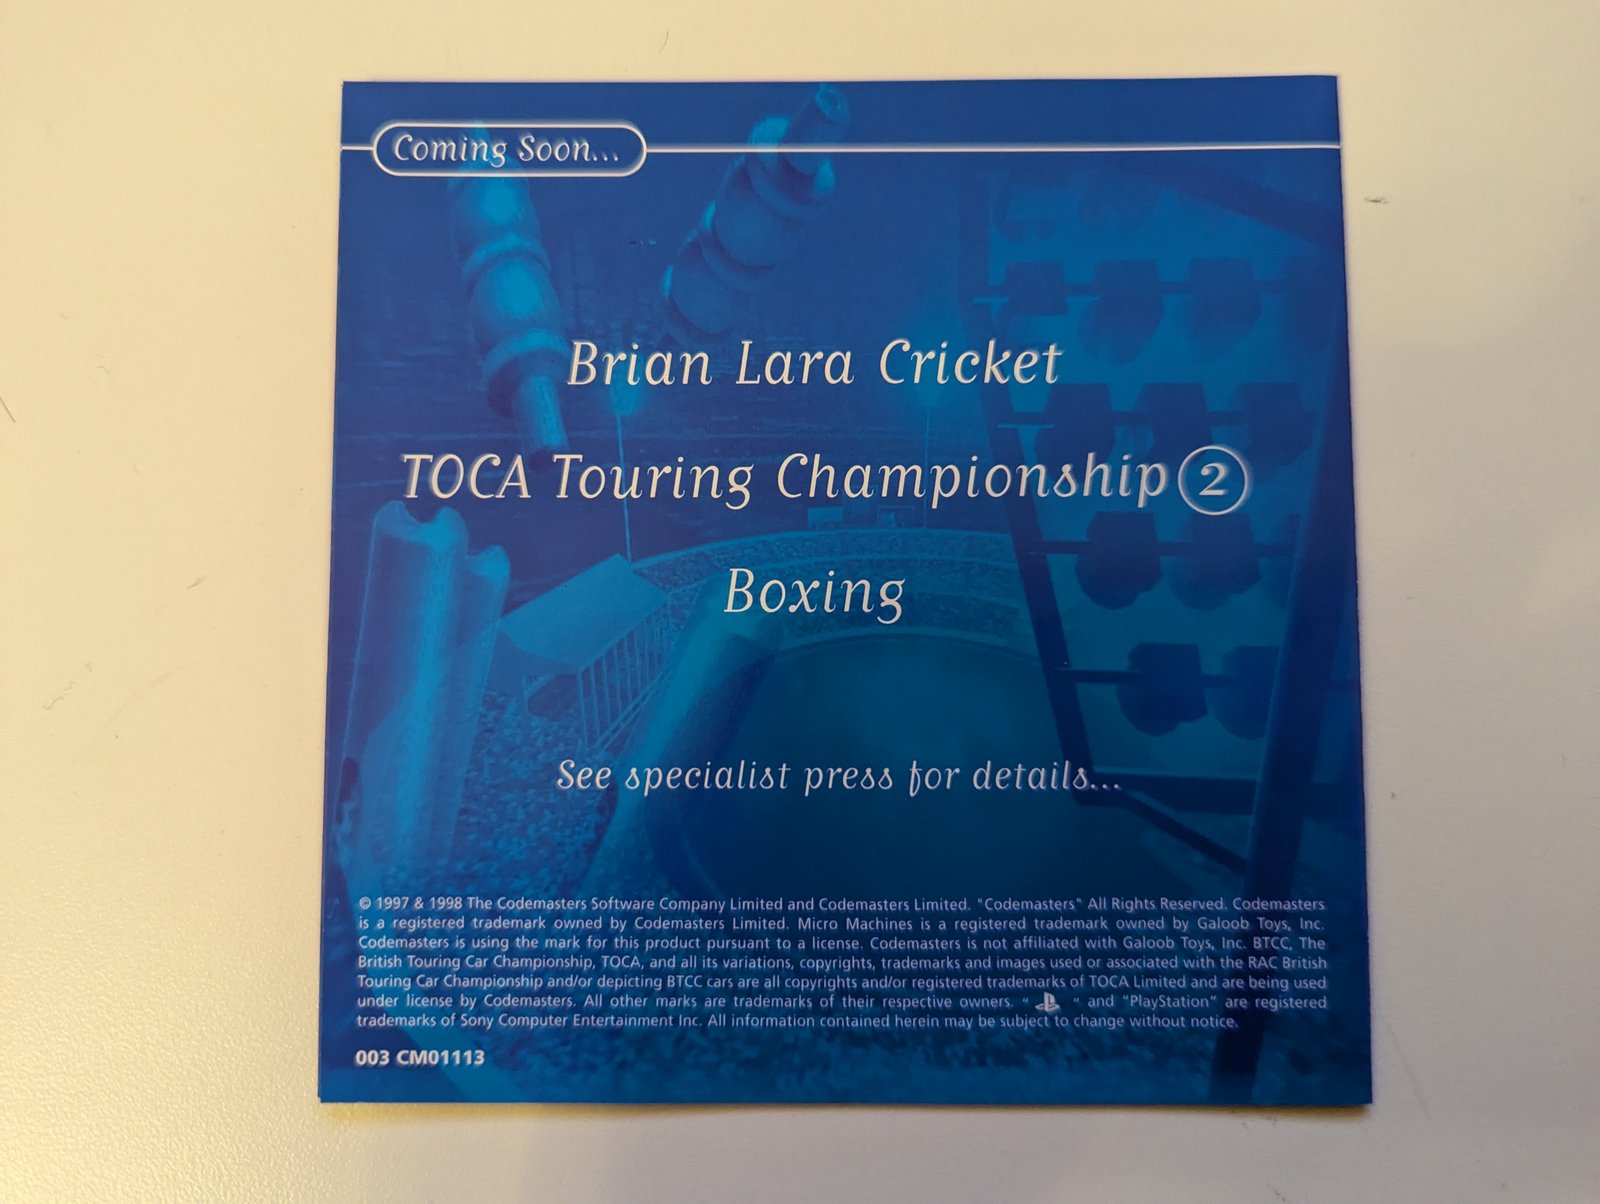 Coming Soon...
Brian Lara Cricket
TOCA Touring Championship 2
Boxing
See specialist press for details...
© 1997 & 1998 The Codemasters Software Company Limited and Codemasters Limited. "Codemasters" All Rights Reserved. Codemasters
is a registered trademark owned by Codemasters Limited. Micro Machines is a registered trademark owned by Galoob Toys, Inc.
Codemasters is using the mark for this product pursuant to a license. Codemasters is not affiliated with Galoob Toys, Inc. BTCC, The
British Touring Car Championship, TOCA, and all its variations, copyrights, trademarks and images used or associated with the RAC British
Touring Car Championship and/or depicting BTCC cars are all copyrights and/or registered trademarks of TOCA Limited and are being used
under license by Codemasters. All other marks are trademarks of their respective owners. " " and "PlayStation" are registered
trademarks of Sony Computer Entertainment Inc. All information contained herein may be subject to change without notice.
003 CM01113